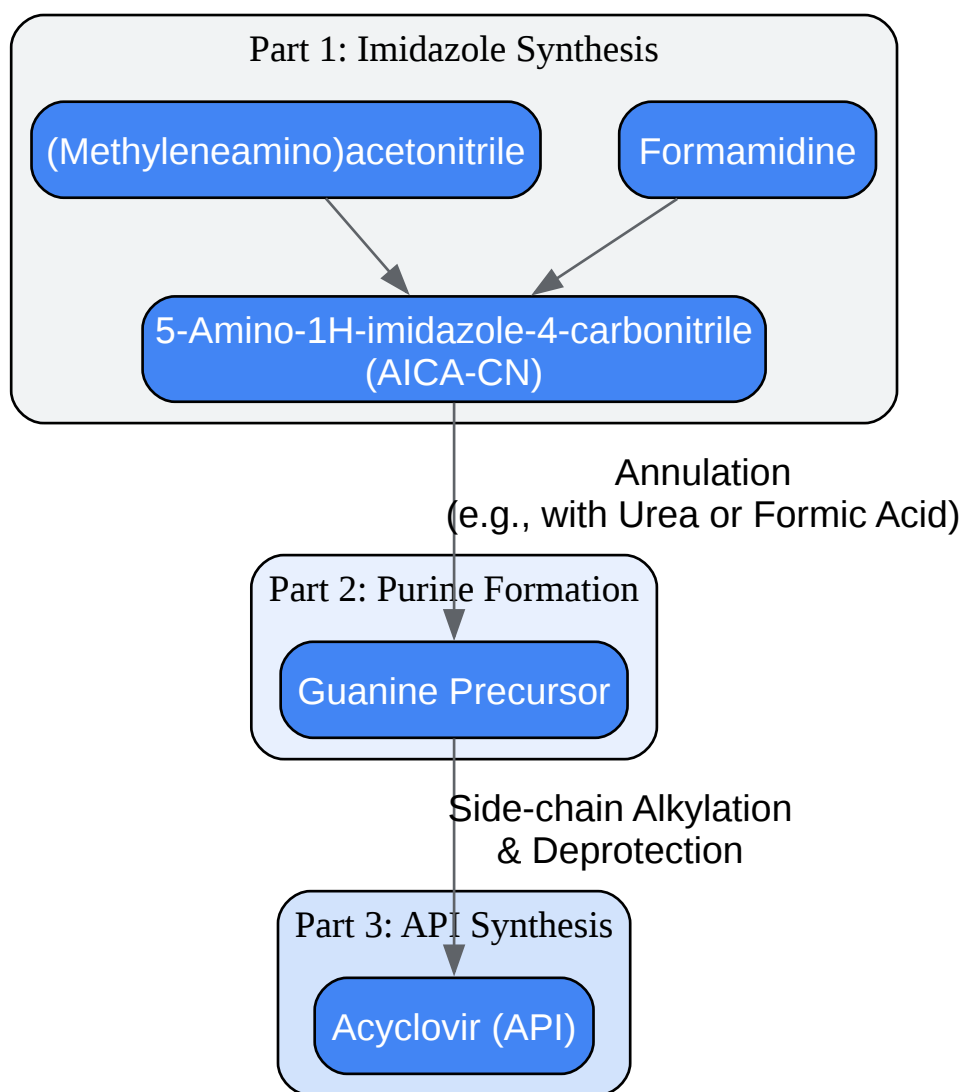 Part 1: Imidazole Synthesis
(Methyleneamino)acetonitrile
Formamidine
5-Amino-1H-imidazole-4-carbonitrile
(AICA-CN)
Annulation
(e.g., with Urea or Formic Acid)
Part 2: Purine Formation
Guanine Precursor
Side-chain Alkylation
& Deprotection
Part 3: API Synthesis
Acyclovir (API)